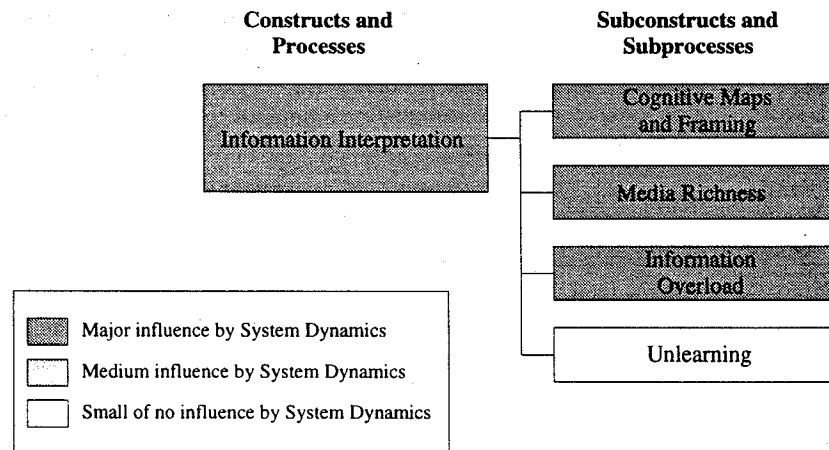 Constructs and
Processes
Subconstructs and
Subprocesses
Information Interpretation
Cognitive Maps
and Framing
Media Richness
Information
Overload
Unlearning
Major influence by System Dynamics
Medium influence by System Dynamics
Small of no influence by System Dynamics